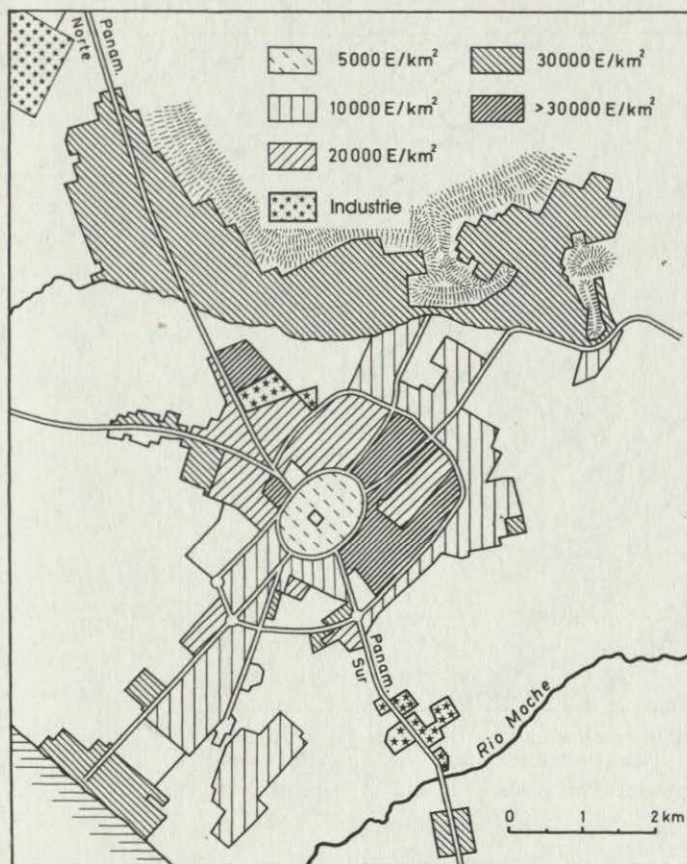 Panam.
Norte
5000 E/km²
10000 E/km²
20000 E/km²
Industrie
30000 E/km²
>30000 E/km²
Panam.
Sur
Rio Moche
0 1 2 km